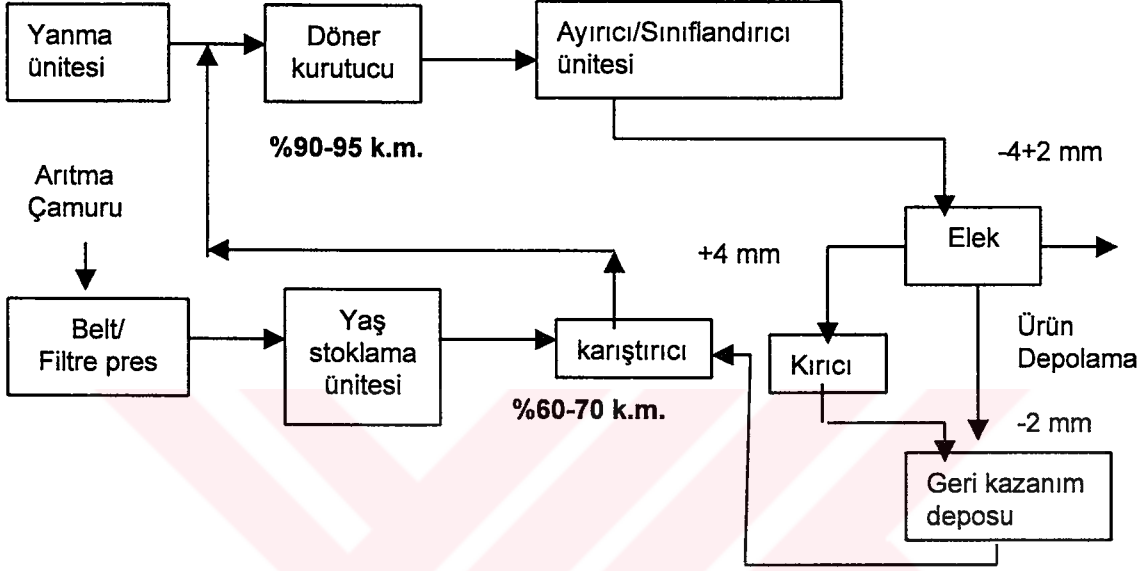 Yanma
ünitesi
Döner
kurutucu
Ayırıcı/Sınıflandırıcı
ünitesi
%90-95 k.m.
-4+2 mm
Arıtma
Çamuru
Elek
+4 mm
Belt/
Filtre pres
Yaş
stoklama
ünitesi
karıştırıcı
Kırıcı
Ürün
Depolama
%60-70 k.m.
-2 mm
Geri kazanım
deposu